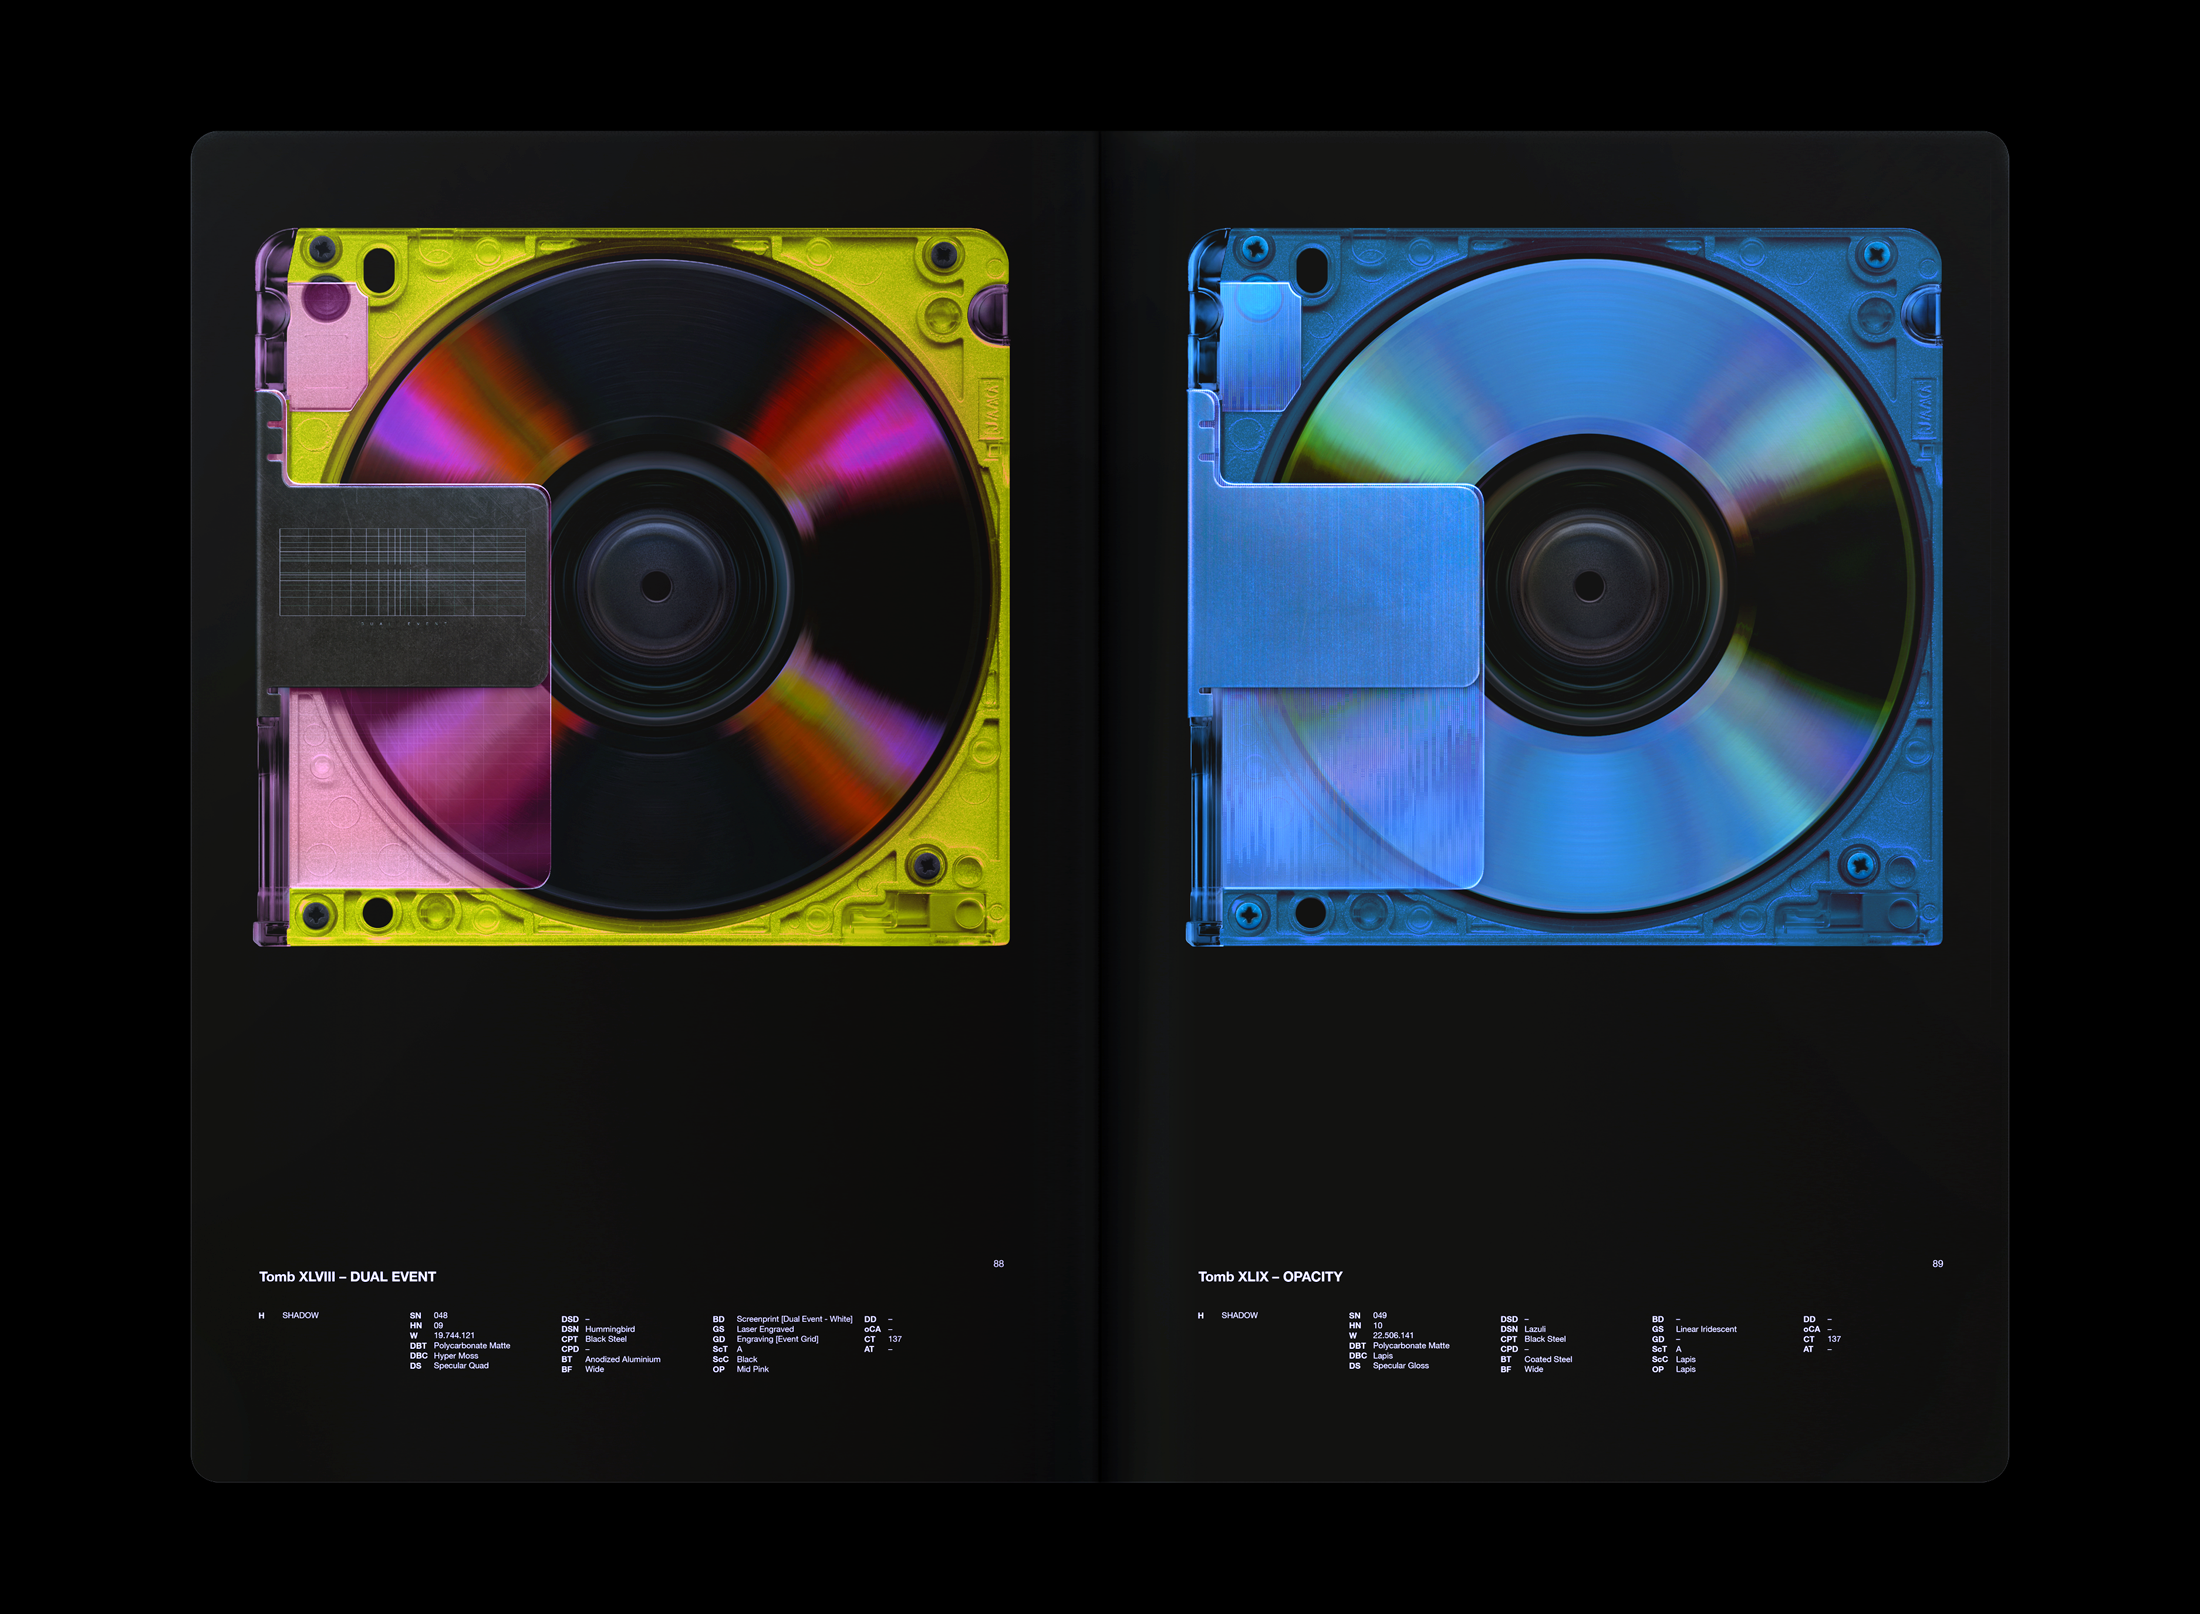 DUAL EVENT
88
Tomb XLVIII – DUAL EVENT
H SHADOW
SN 048
HN 09
W 19.744.121
DBT Polycarbonate Matte
DBC Hyper Moss
DS Specular Quad
DSD –
DSN Hummingbird
CPT Black Steel
CPD –
BT Anodized Aluminium
BF Wide
BD Screenprint [Dual Event - White]
GS Laser Engraved
GD Engraving [Event Grid]
ScT A
ScC Black
OP Mid Pink
DD –
oCA –
CT 137
AT –
89
Tomb XLIX – OPACITY
H SHADOW
SN 049
HN 10
W 22.506.141
DBT Polycarbonate Matte
DBC Lapis
DS Specular Gloss
DSD –
DSN Lazuli
CPT Black Steel
CPD –
BT Coated Steel
BF Wide
BD –
GS Linear Iridescent
GD –
ScT A
ScC Lapis
OP Lapis
DD –
oCA –
CT 137
AT –